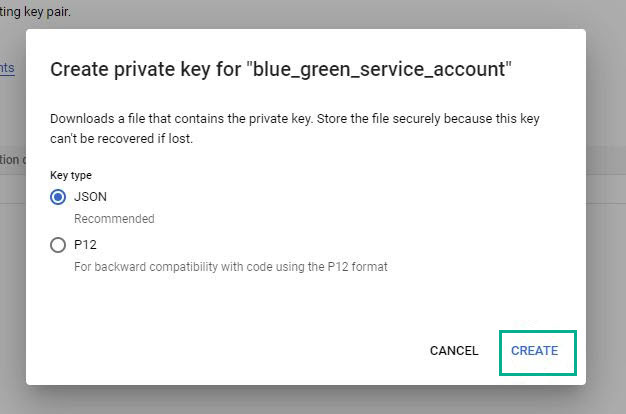 ting key pair.
nts
Create private key for "blue_green_service_account"
Downloads a file that contains the private key. Store the file securely because this key
can't be recovered if lost.
tion
Key type
JSON
Recommended
P12
For backward compatibility with code using the P12 format
CANCEL CREATE